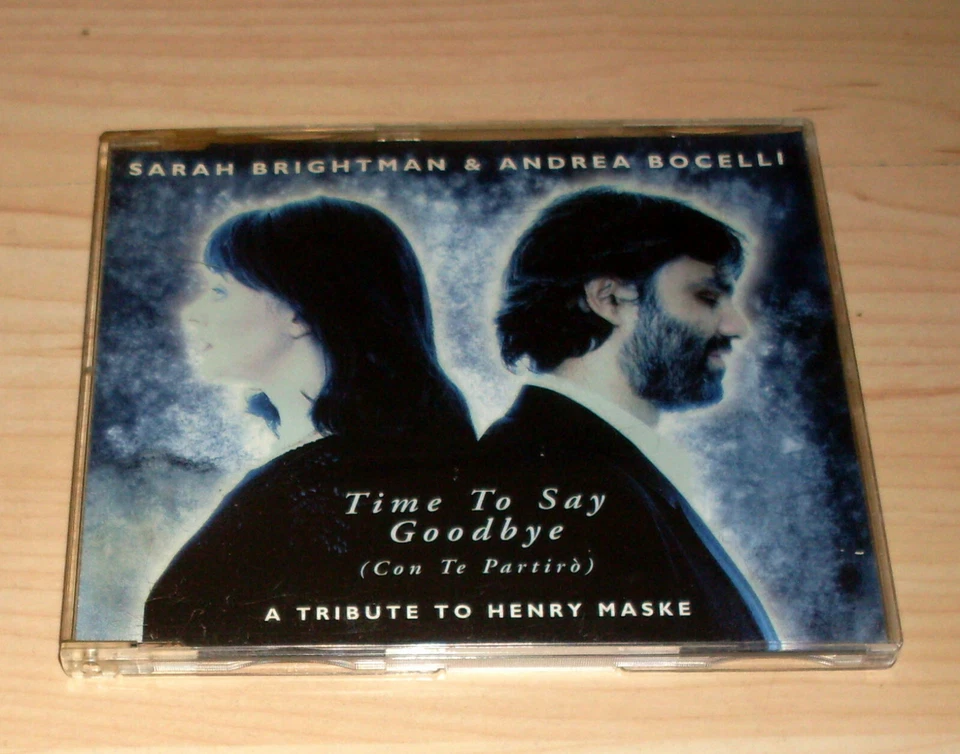 SARAH BRIGHTMAN & ANDREA BOCELLI
Time To Say
Goodbye
(Con Te Partirò)
A TRIBUTE TO HENRY MASKE